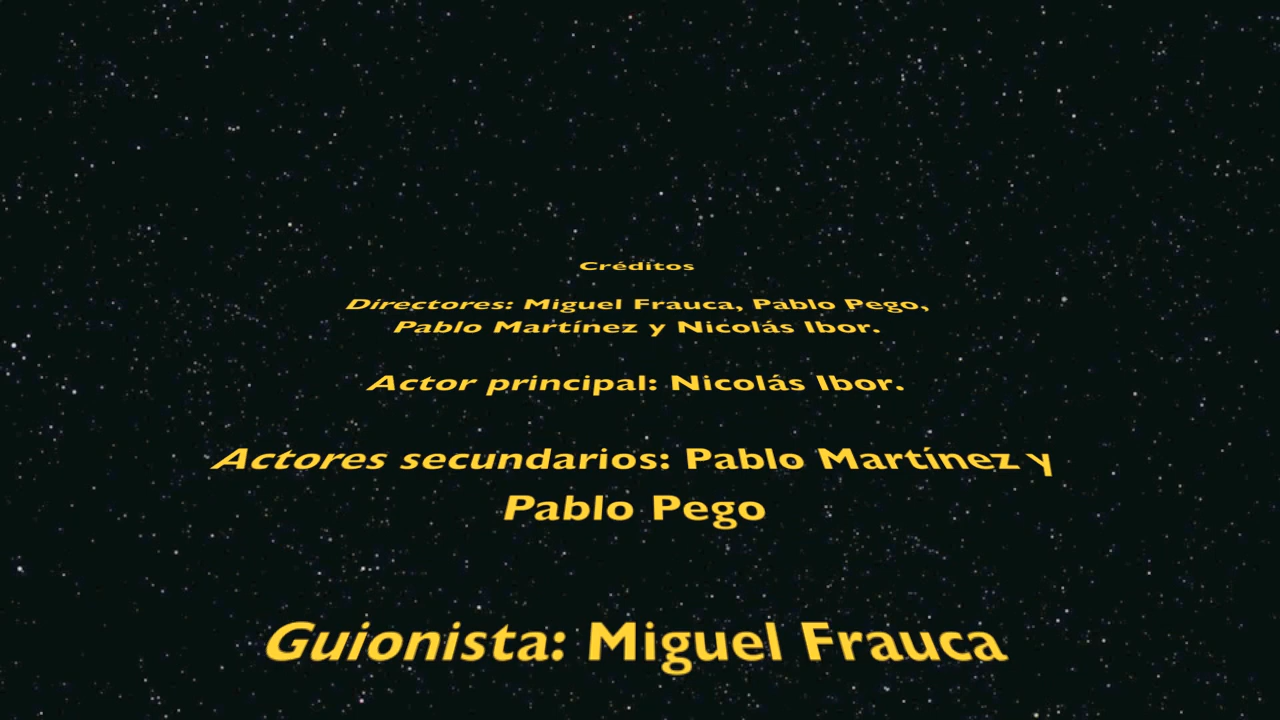 Créditos
Directores: Miguel Frauca, Pablo Pego,
Pablo Martínez y Nicolás Ibor.
Actor principal: Nicolás Ibor.
Actores secundarios: Pablo Martínez y
Pablo Pego
Guionista: Miguel Frauca